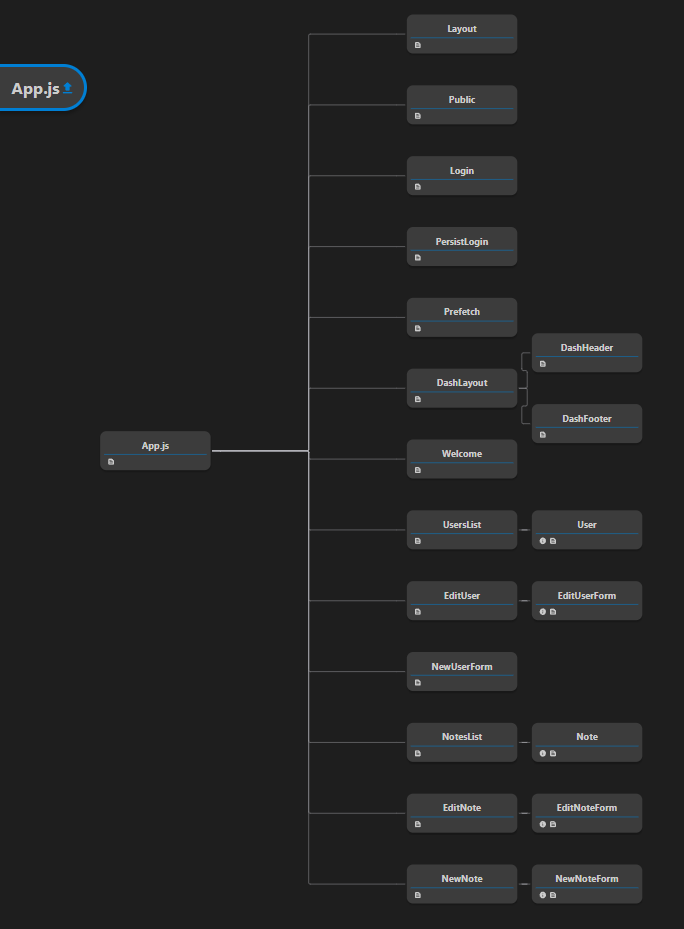 App.js
Layout
Public
Login
PersistLogin
Prefetch
DashLayout
DashHeader
DashFooter
App.js
Welcome
UsersList
User
EditUser
EditUserForm
NewUserForm
NotesList
Note
EditNote
EditNoteForm
NewNote
NewNoteForm